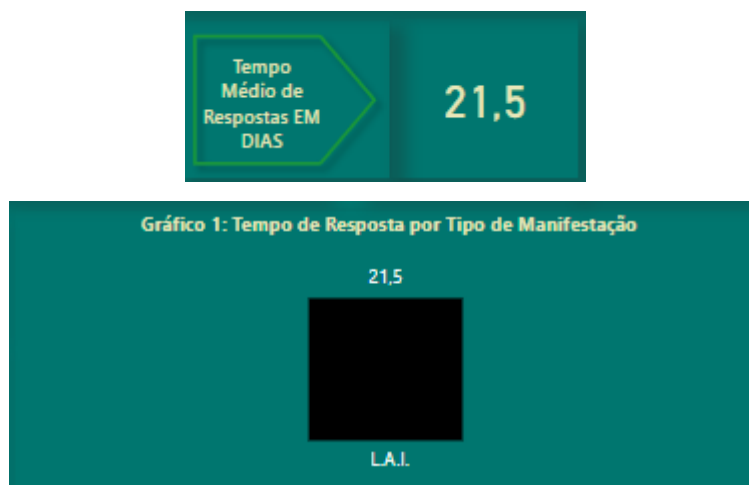 Tempo
Médio de
Respostas EM
DIAS
21,5
Gráfico 1: Tempo de Resposta por Tipo de Manifestação
21,5
L.A.I.